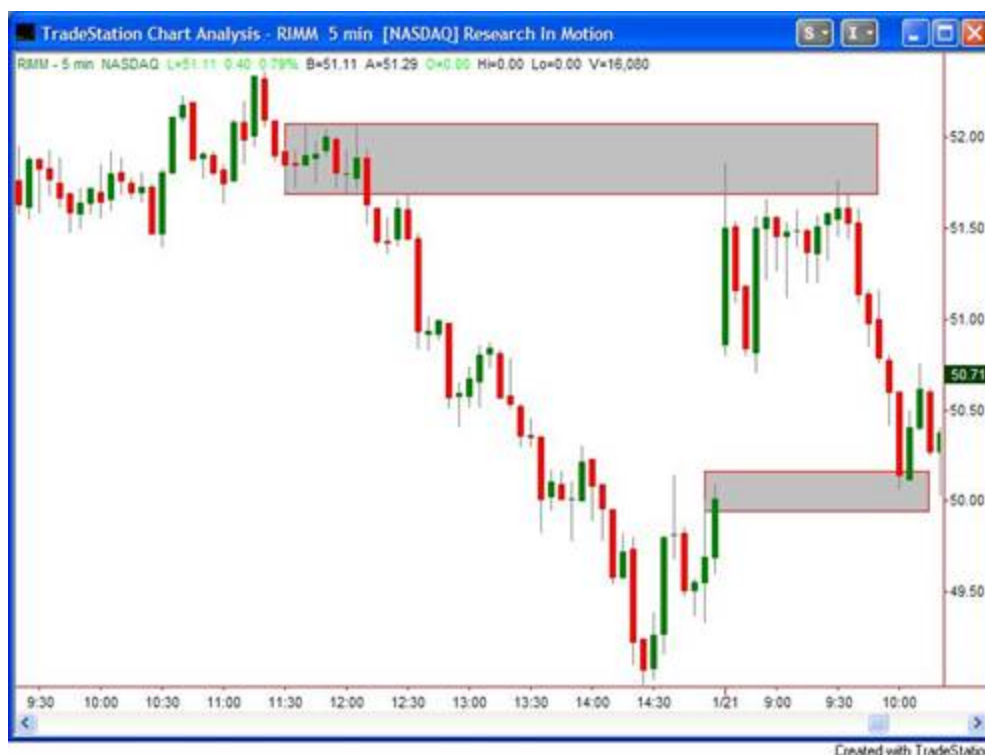 TradeStation Chart Analysis - RIMM 5 min [NASDAQ] Research In Motion
S
I
RIMM - 5 min NASDAQ L=51.11 0.40 0.79% B=51.11 A=51.29 O=0.00 Hi=0.00 Lo=0.00 V=16,080
52.00
51.50
51.00
50.71
50.50
50.00
49.50
9:30 10:00 10:30 11:00 11:30 12:00 12:30 13:00 13:30 14:00 14:30 1/21 9:00 9:30 10:00
Created with TradeStatio